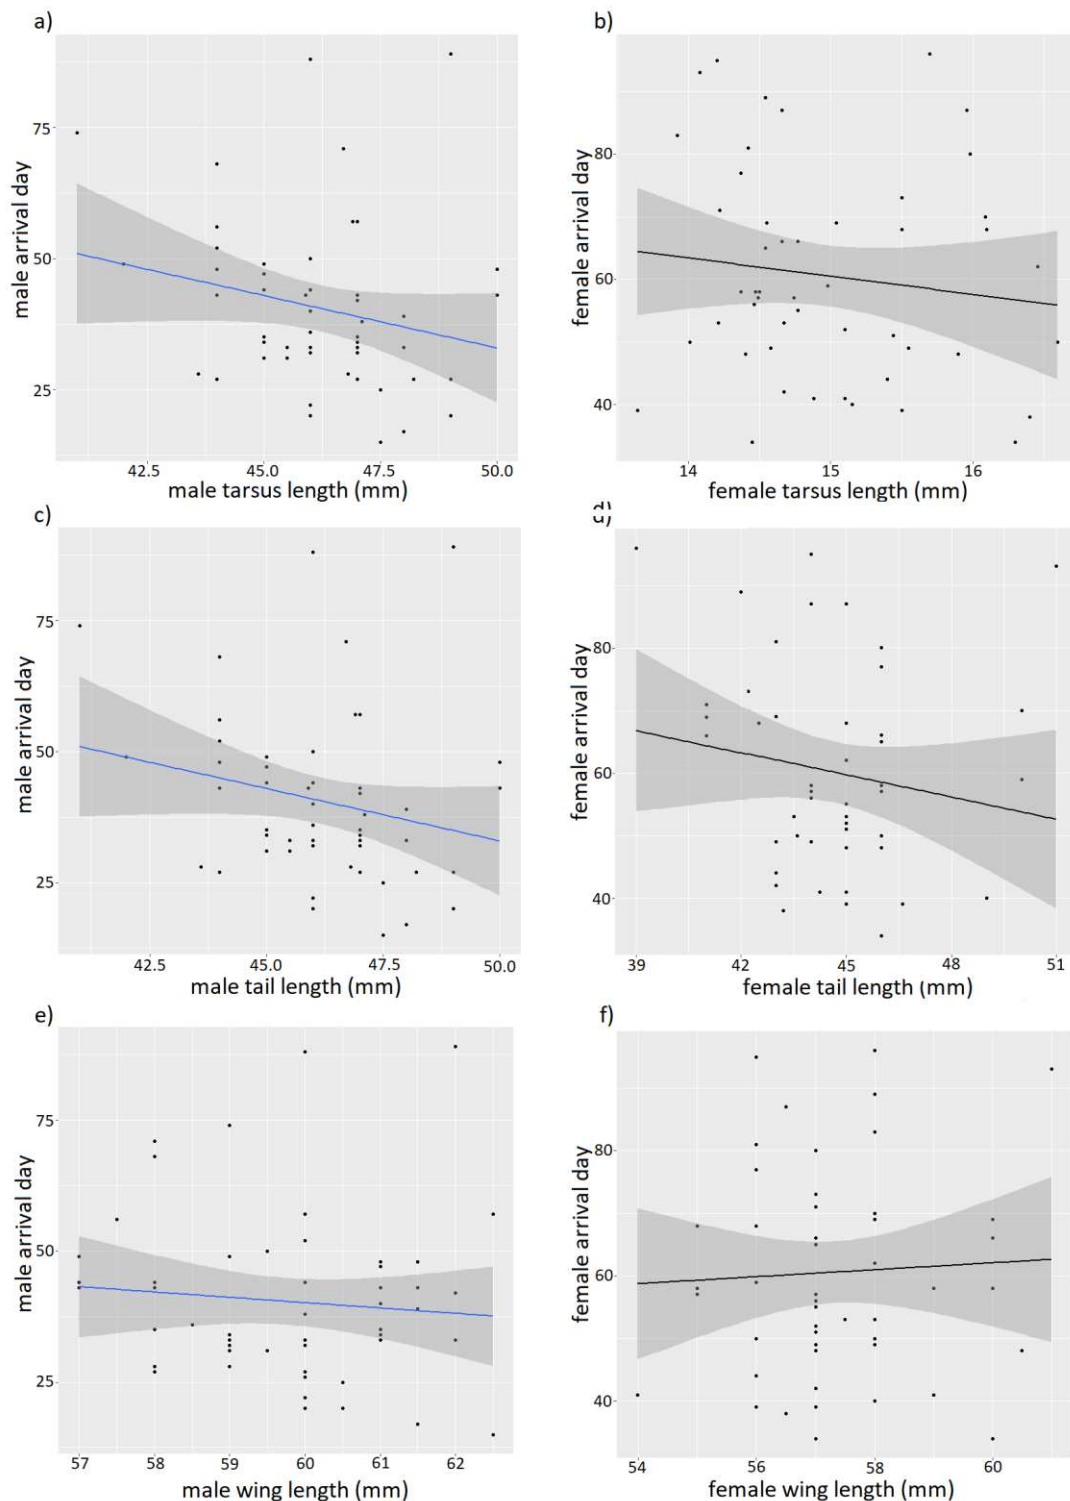 a)
b)
75
50
25
male arrival day
42.5
45.0
47.5
50.0
male tarsus length (mm)
80
60
40
female arrival day
14
15
16
female tarsus length (mm)
c)
d)
75
50
25
male arrival day
42.5
45.0
47.5
50.0
male tail length (mm)
80
60
40
female arrival day
39
42
45
48
51
female tail length (mm)
e)
f)
75
50
25
male arrival day
57
58
59
60
61
62
male wing length (mm)
80
60
40
female arrival day
54
56
58
60
female wing length (mm)